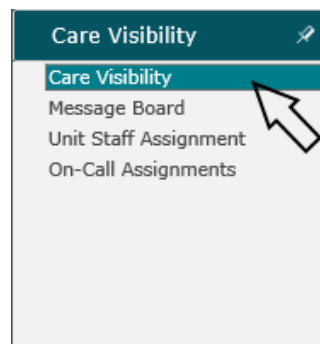 Care Visibility
Care Visibility
Message Board
Unit Staff Assignment
On-Call Assignments